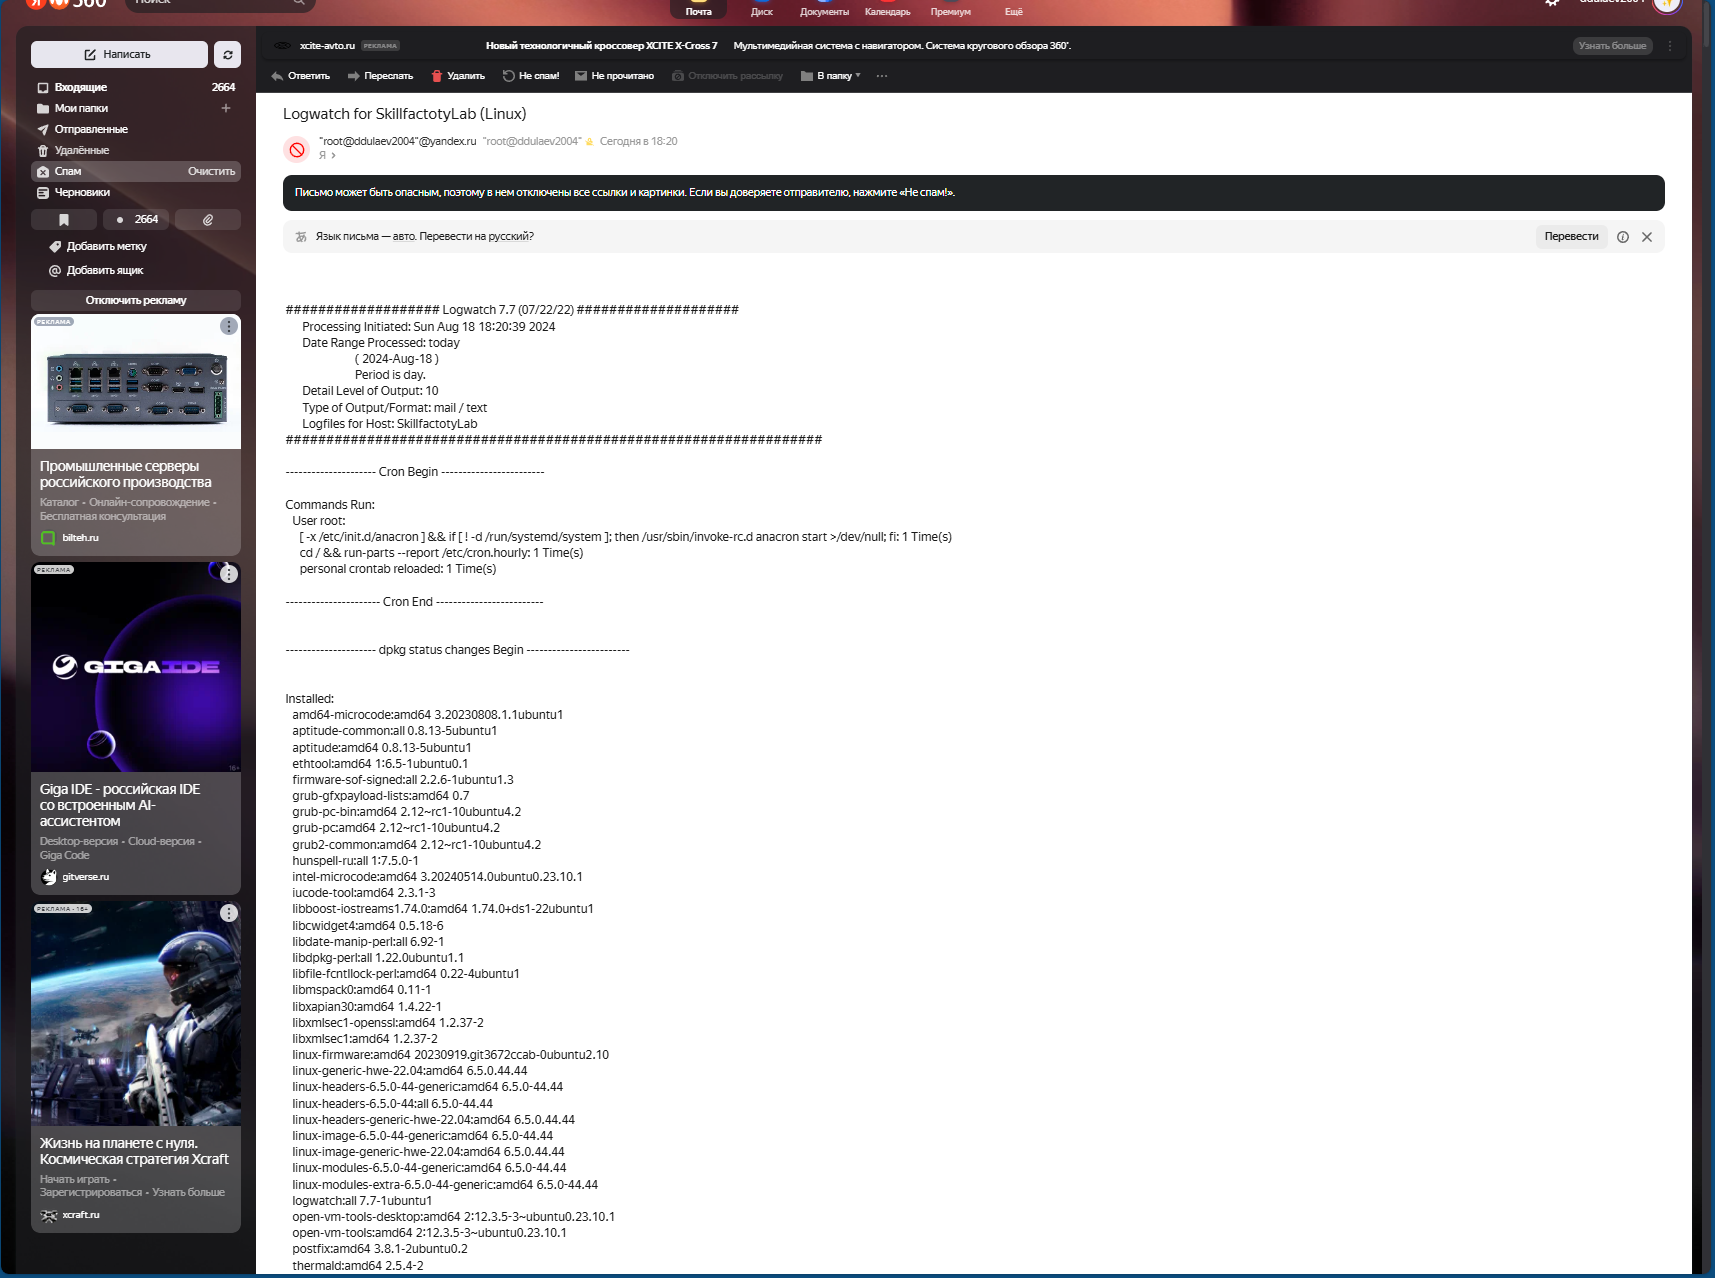 360
Почта
Диск
Документы
Календарь
Премиум
Ещё
Написать
Входящие 2664
Мои папки
Отправленные
Удалённые
Спам Очистить
Черновики
2664
Добавить метку
Добавить ящик
Отключить рекламу
РЕКЛАМА
Промышленные серверы
российского производства
Каталог - Онлайн-сопровождение -
Бесплатная консультация
bilteh.ru
РЕКЛАМА
GIGAIDE
16+
Giga IDE - российская IDE
со встроенным AI-
ассистентом
Desktop-версия - Cloud-версия -
Giga Code
gitverse.ru
РЕКЛАМА • 16+
Жизнь на планете с нуля.
Космическая стратегия Xcraft
Начать играть -
Зарегистрироваться - Узнать больше
xcraft.ru
xcite-avto.ru РЕКЛАМА Новый технологичный кроссовер XCITE X-Cross 7 Мультимедийная система с навигатором. Система кругового обзора 360°. Узнать больше
Ответить Переслать Удалить Не спам! Не прочитано Отключить рассылку В папку
Logwatch for SkillfactotyLab (Linux)
"root@ddulaev2004"@yandex.ru "root@ddulaev2004" Сегодня в 18:20
Я >
Письмо может быть опасным, поэтому в нем отключены все ссылки и картинки. Если вы доверяете отправителю, нажмите «Не спам!».
Язык письма — авто. Перевести на русский? Перевести
################### Logwatch 7.7 (07/22/22) ####################
Processing Initiated: Sun Aug 18 18:20:39 2024
Date Range Processed: today
( 2024-Aug-18 )
Period is day.
Detail Level of Output: 10
Type of Output/Format: mail / text
Logfiles for Host: SkillfactotyLab
##################################################################
--------------------- Cron Begin ------------------------
Commands Run:
User root:
[ -x /etc/init.d/anacron ] && if [ ! -d /run/systemd/system ]; then /usr/sbin/invoke-rc.d anacron start >/dev/null; fi: 1 Time(s)
cd / && run-parts --report /etc/cron.hourly: 1 Time(s)
personal crontab reloaded: 1 Time(s)
---------------------- Cron End -------------------------
--------------------- dpkg status changes Begin ------------------------
Installed:
amd64-microcode:amd64 3.20230808.1.1ubuntu1
aptitude-common:all 0.8.13-5ubuntu1
aptitude:amd64 0.8.13-5ubuntu1
ethtool:amd64 1:6.5-1ubuntu0.1
firmware-sof-signed:all 2.2.6-1ubuntu1.3
grub-gfxpayload-lists:amd64 0.7
grub-pc-bin:amd64 2.12~rc1-10ubuntu4.2
grub-pc:amd64 2.12~rc1-10ubuntu4.2
grub2-common:amd64 2.12~rc1-10ubuntu4.2
hunspell-ru:all 1:7.5.0-1
intel-microcode:amd64 3.20240514.0ubuntu0.23.10.1
iucode-tool:amd64 2.3.1-3
libboost-iostreams1.74.0:amd64 1.74.0+ds1-22ubuntu1
libcwidget4:amd64 0.5.18-6
libdate-manip-perl:all 6.92-1
libdpkg-perl:all 1.22.0ubuntu1.1
libfile-fcntllock-perl:amd64 0.22-4ubuntu1
libmspack0:amd64 0.11-1
libxapian30:amd64 1.4.22-1
libxmlsec1-openssl:amd64 1.2.37-2
libxmlsec1:amd64 1.2.37-2
linux-firmware:amd64 20230919.git3672ccab-0ubuntu2.10
linux-generic-hwe-22.04:amd64 6.5.0.44.44
linux-headers-6.5.0-44-generic:amd64 6.5.0-44.44
linux-headers-6.5.0-44:all 6.5.0-44.44
linux-headers-generic-hwe-22.04:amd64 6.5.0.44.44
linux-image-6.5.0-44-generic:amd64 6.5.0-44.44
linux-image-generic-hwe-22.04:amd64 6.5.0.44.44
linux-modules-6.5.0-44-generic:amd64 6.5.0-44.44
linux-modules-extra-6.5.0-44-generic:amd64 6.5.0-44.44
logwatch:all 7.7-1ubuntu1
open-vm-tools-desktop:amd64 2:12.3.5-3~ubuntu0.23.10.1
open-vm-tools:amd64 2:12.3.5-3~ubuntu0.23.10.1
postfix:amd64 3.8.1-2ubuntu0.2
thermald:amd64 2.5.4-2